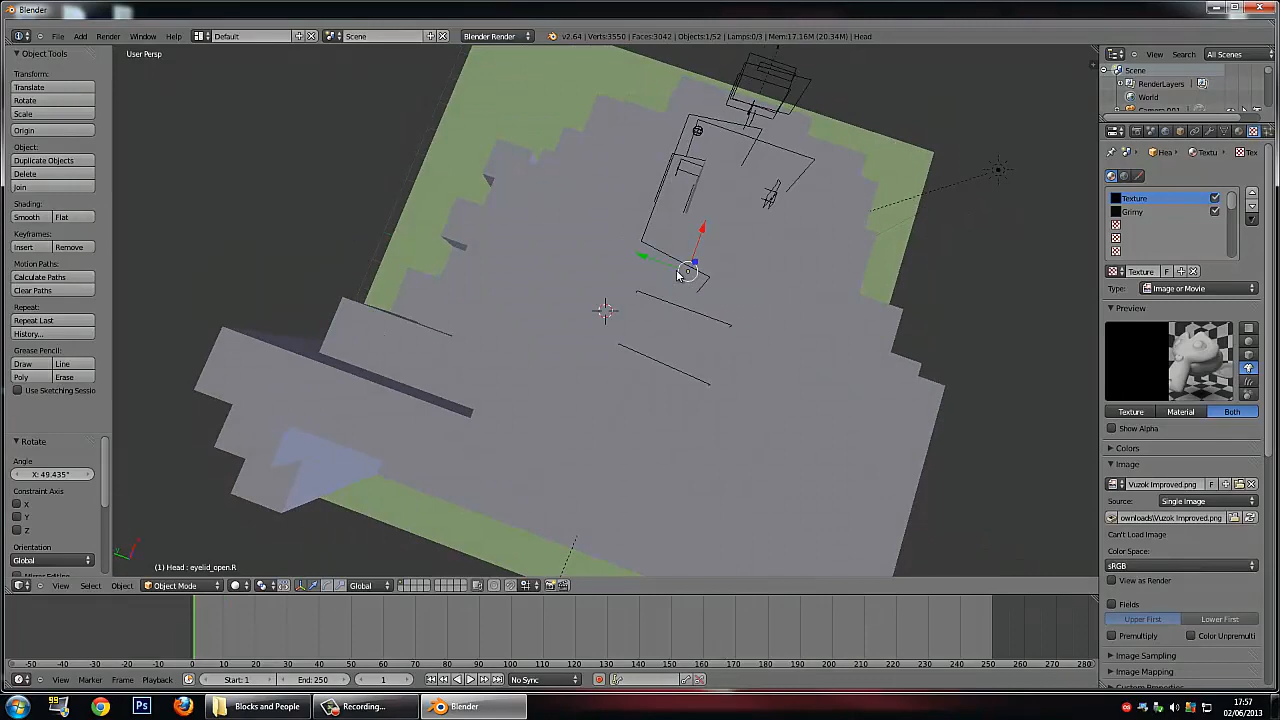 Blender
File Add Render Window Help Default Scene Blender Render v2.64 | Verts:3550 | Faces:3042 | Objects:1/52 | Lamps:0/3 | Mem:17.16M (20.34M) | Head
Object Tools
Transform:
Translate
Rotate
Scale
Origin
Object:
Duplicate Objects
Delete
Join
Shading:
Smooth Flat
Keyframes:
Insert Remove
Motion Paths:
Calculate Paths
Clear Paths
Repeat:
Repeat Last
History...
Grease Pencil:
Draw Line
Poly Erase
Use Sketching Sessio
Rotate
Angle
X: 49.435°
Constraint Axis
X
Y
Z
Orientation
Global
User Persp
(1) Head : eyelid_open.R
View Select Object Object Mode Global
View Search All Scenes
Scene
RenderLayers
World
Hea Textu Tex
Texture
Grimy
Texture F
Type: Image or Movie
Preview
Texture Material Both
Show Alpha
Colors
Image
Vuzok Improved.png F
Source: Single Image
ownloads\Vuzok Improved.png
Can't Load Image
Color Space:
sRGB
View as Render
Fields
Upper First Lower First
Premultiply Color Unpremulti
Image Sampling
Image Mapping
-50 -40 -30 -20 -10 0 10 20 30 40 50 60 70 80 90 100 110 120 130 140 150 160 170 180 190 200 210 220 230 240 250 260 270 280
View Marker Frame Playback Start: 1 End: 250 1 No Sync
Blocks and People Recording... Blender
17:57
02/06/2013